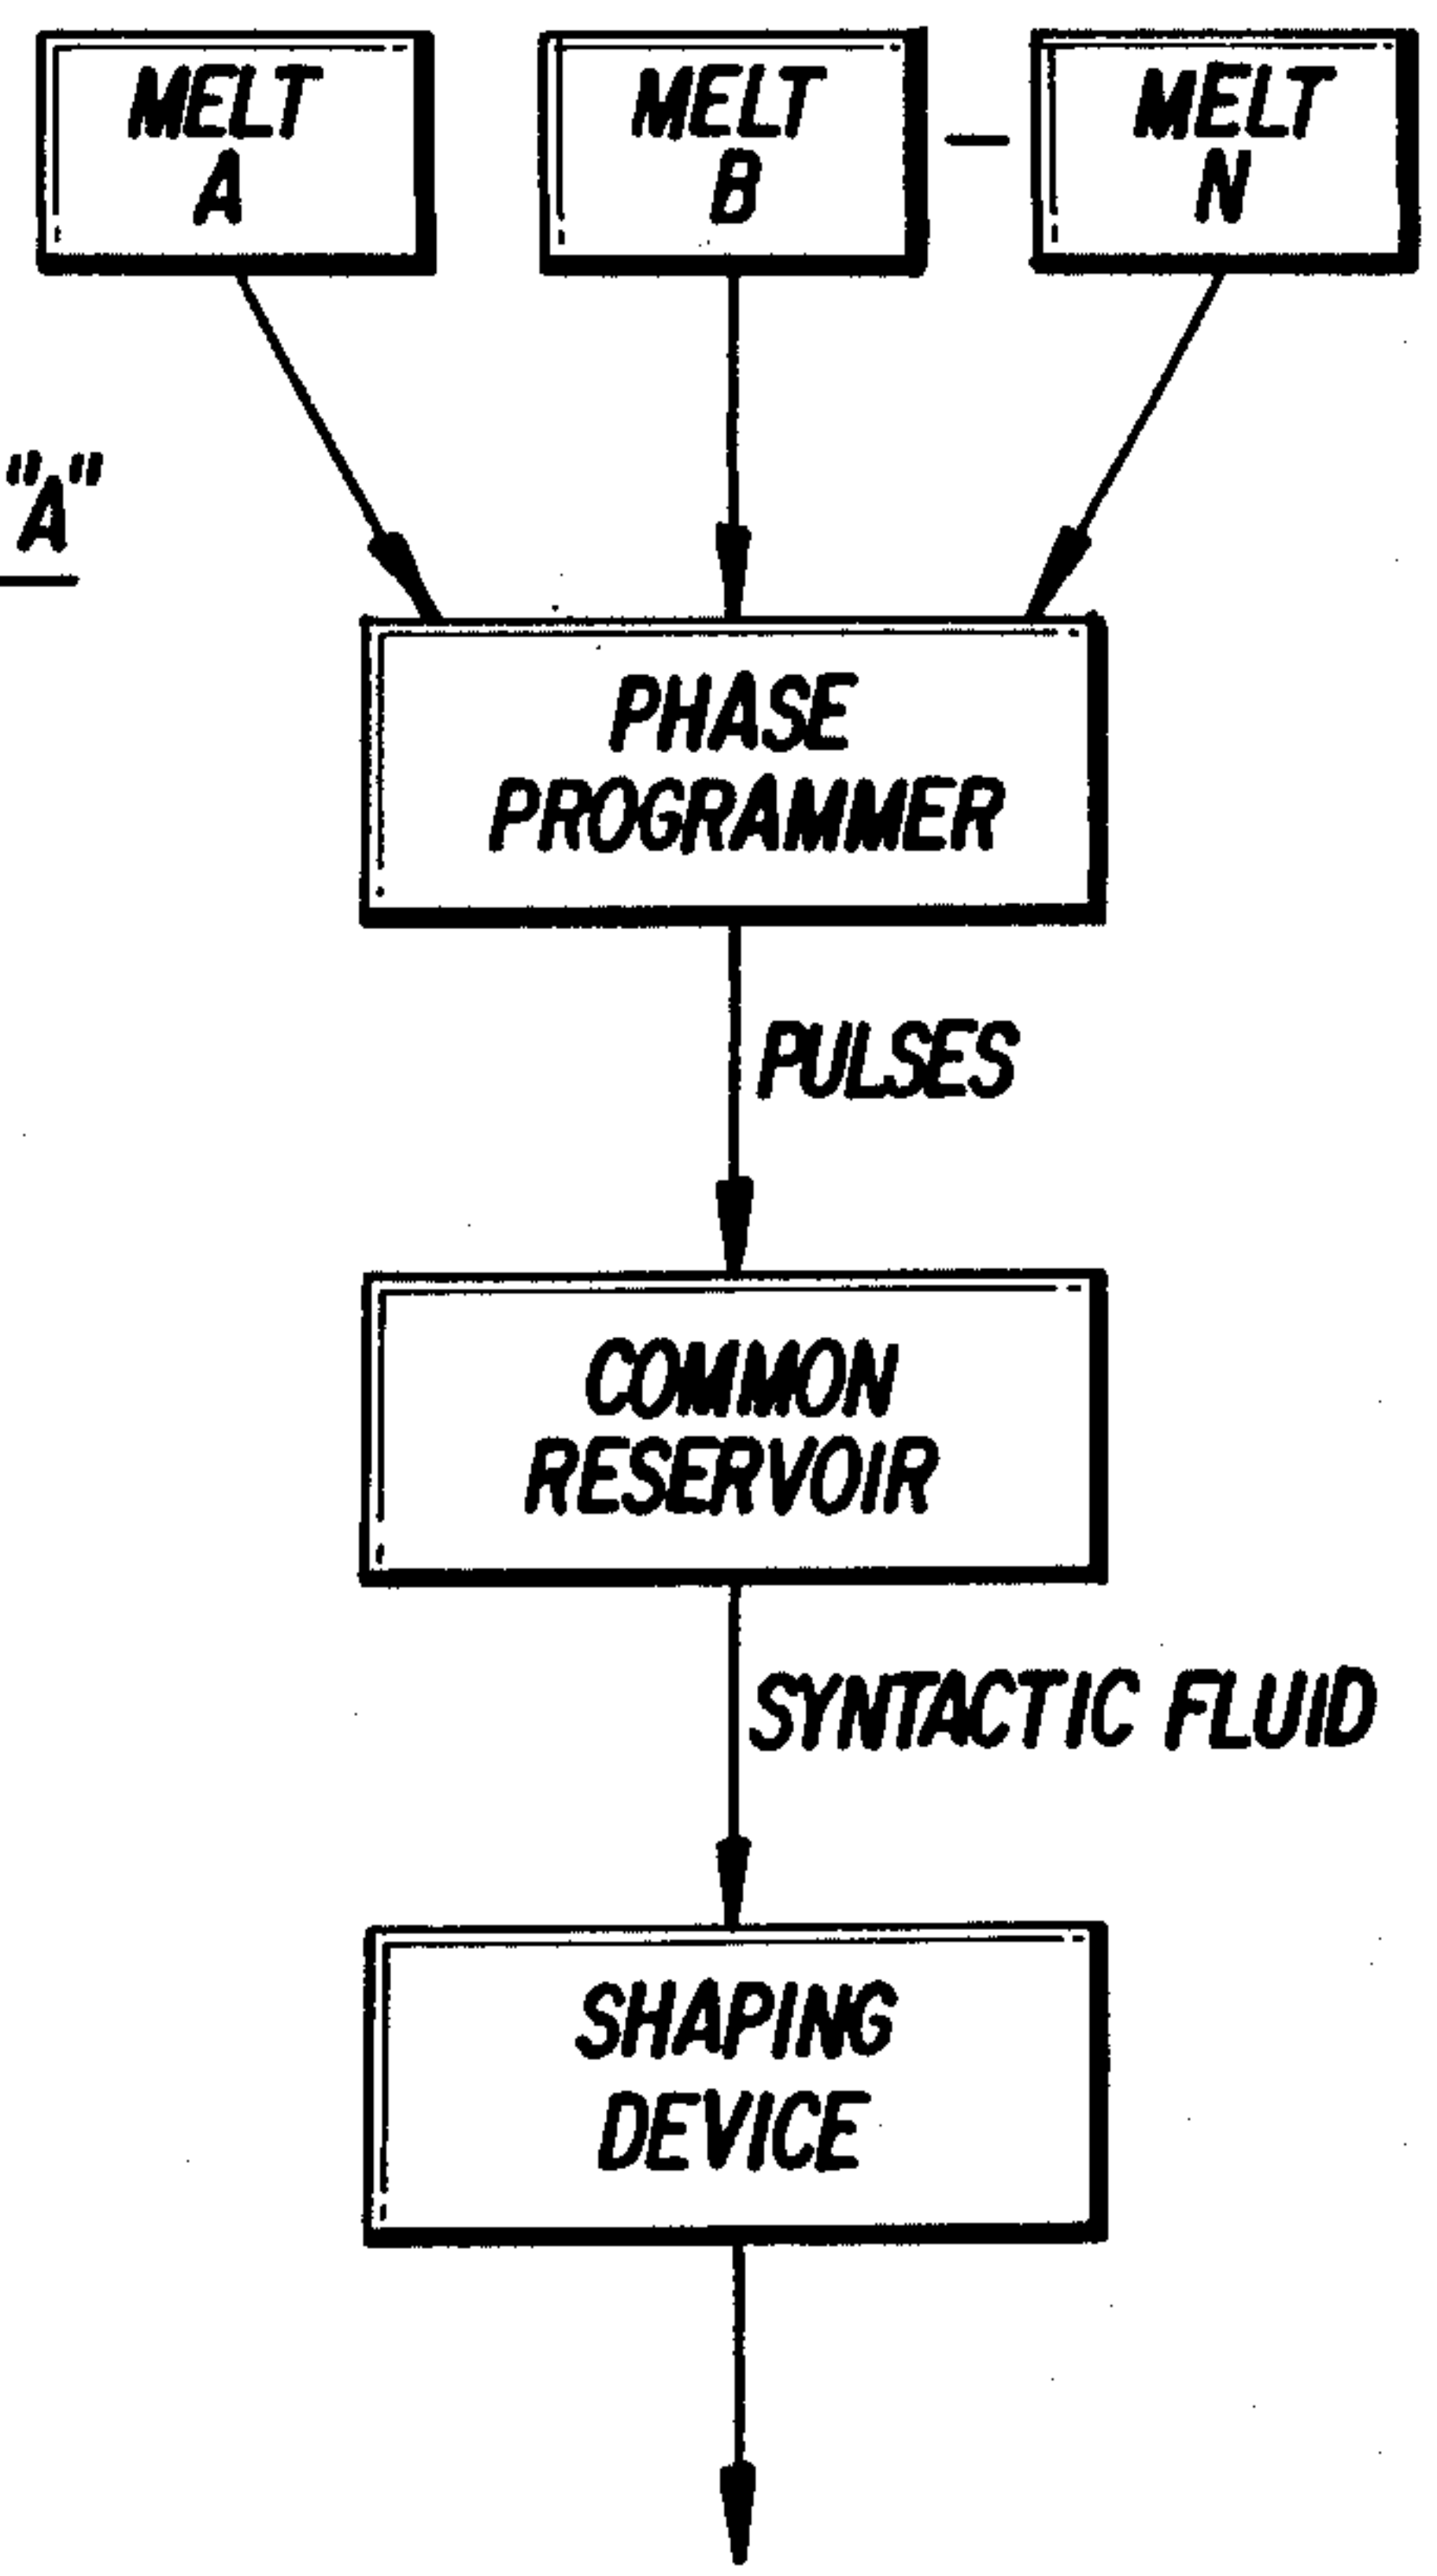 MELT
A
MELT
B
–
MELT
N
"A"
PHASE
PROGRAMMER
PULSES
COMMON
RESERVOIR
SYNTACTIC FLUID
SHAPING
DEVICE